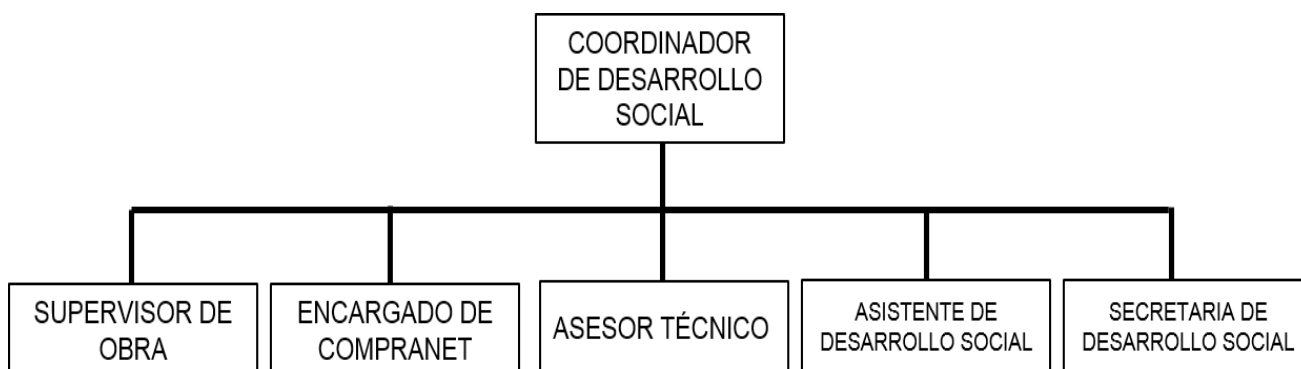 COORDINADOR
DE DESARROLLO
SOCIAL
SUPERVISOR DE
OBRA
ENCARGADO DE
COMPRANET
ASESOR TÉCNICO
ASISTENTE DE
DESARROLLO SOCIAL
SECRETARIA DE
DESARROLLO SOCIAL